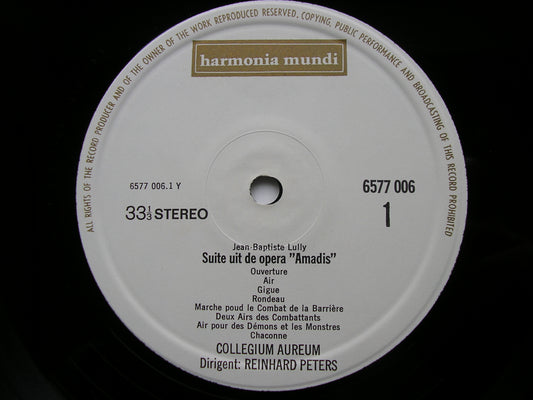 ALL RIGHTS OF THE RECORD PRODUCER AND OF THE OWNER OF THE WORK REPRODUCED RESERVED. COPYING, PUBLIC PERFORMANCE AND BROADCASTING OF THIS RECORD PROHIBITED
harmonia mundi
6577 006.1 Y
6577 006
33⅓ STEREO
1
Jean-Baptiste Lully
Suite uit de opera "Amadis"
Ouverture
Air
Gigue
Rondeau
Marche poud le Combat de la Barrière
Deux Airs des Combattants
Air pour des Démons et les Monstres
Chaconne
COLLEGIUM AUREUM
Dirigent: REINHARD PETERS